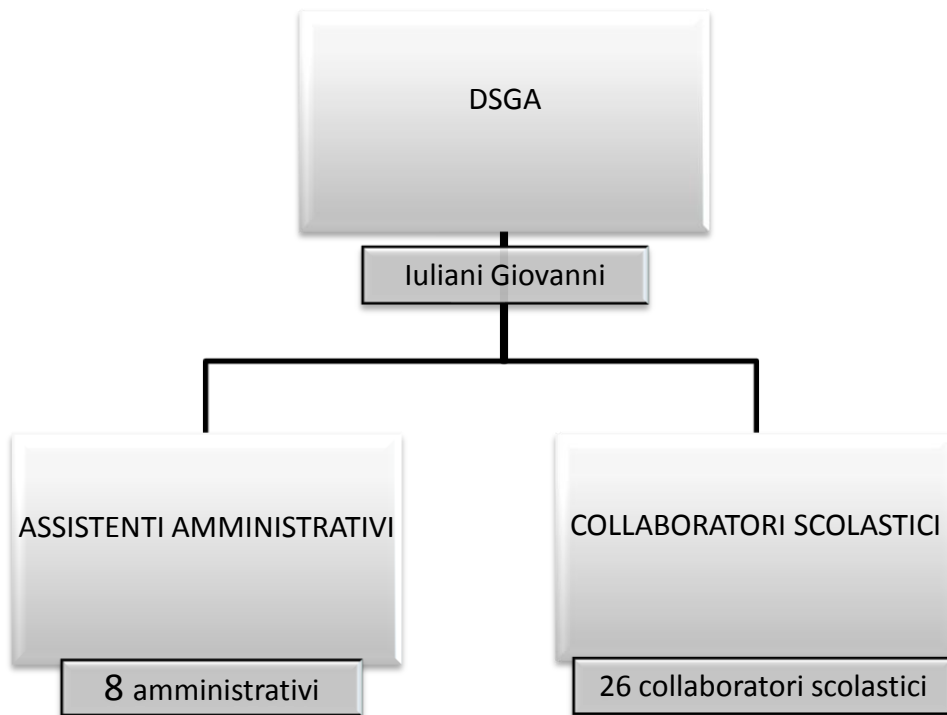 DSGA
Iuliani Giovanni
ASSISTENTI AMMINISTRATIVI
8 amministrativi
COLLABORATORI SCOLASTICI
26 collaboratori scolastici